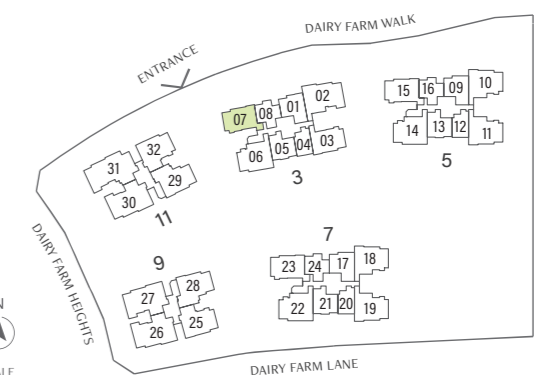 DAIRY FARM WALK
ENTRANCE
07 08 01 02
06 05 04 03
3
15 16 09 10
14 13 12 11
5
31 32
30 29
11
DAIRY FARM HEIGHTS
9
27 28
26 25
7
23 24 17 18
22 21 20 19
N
DAIRY FARM LANE